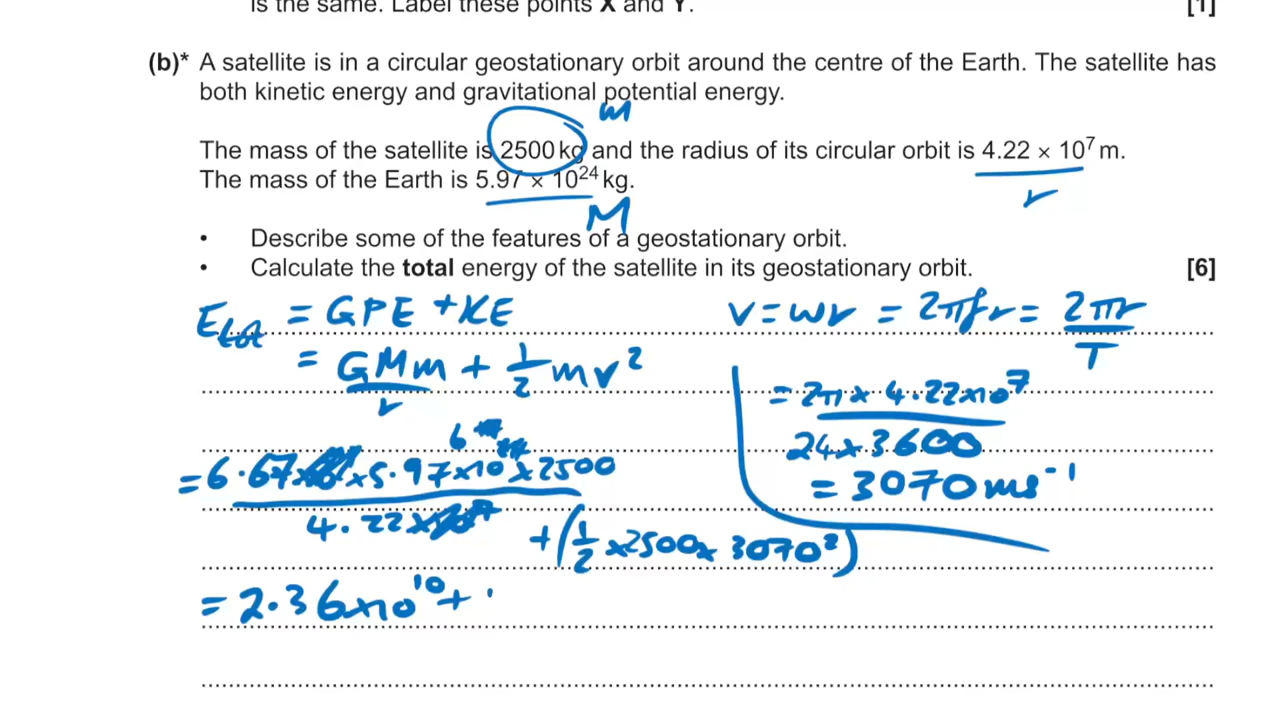 is the same. Label these points X and Y. [1]
(b)* A satellite is in a circular geostationary orbit around the centre of the Earth. The satellite has
both kinetic energy and gravitational potential energy.
m
The mass of the satellite is 2500 kg and the radius of its circular orbit is 4.22 × 10⁷ m.
The mass of the Earth is 5.97 × 10²⁴ kg.
r
M
• Describe some of the features of a geostationary orbit.
• Calculate the total energy of the satellite in its geostationary orbit. [6]
E_tot = GPE + KE
= GMm/r + 1/2 mv²
= 6.67 × 5.97 × 10 × 2500
4.22 ×
+ (1/2 × 2500 × 3070²)
= 2.36 × 10¹⁰ +
v = ωr = 2πfr = 2πr/T
= 2π × 4.22 × 10⁷
24 × 3600
= 3070 ms⁻¹